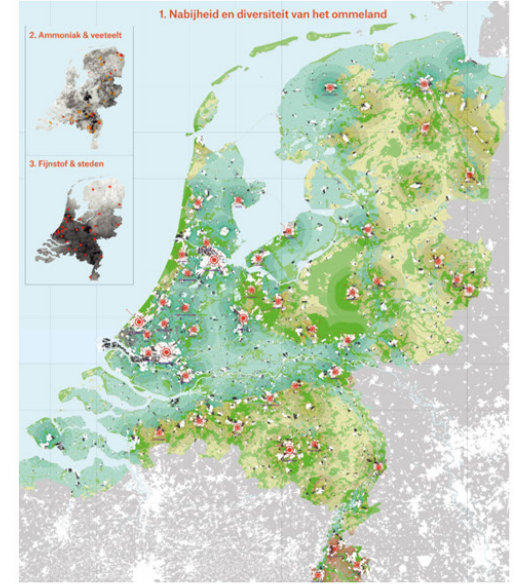 1. Nabijheid en diversiteit van het ommeland
2. Ammoniak & veeteelt
3. Fijnstof & steden